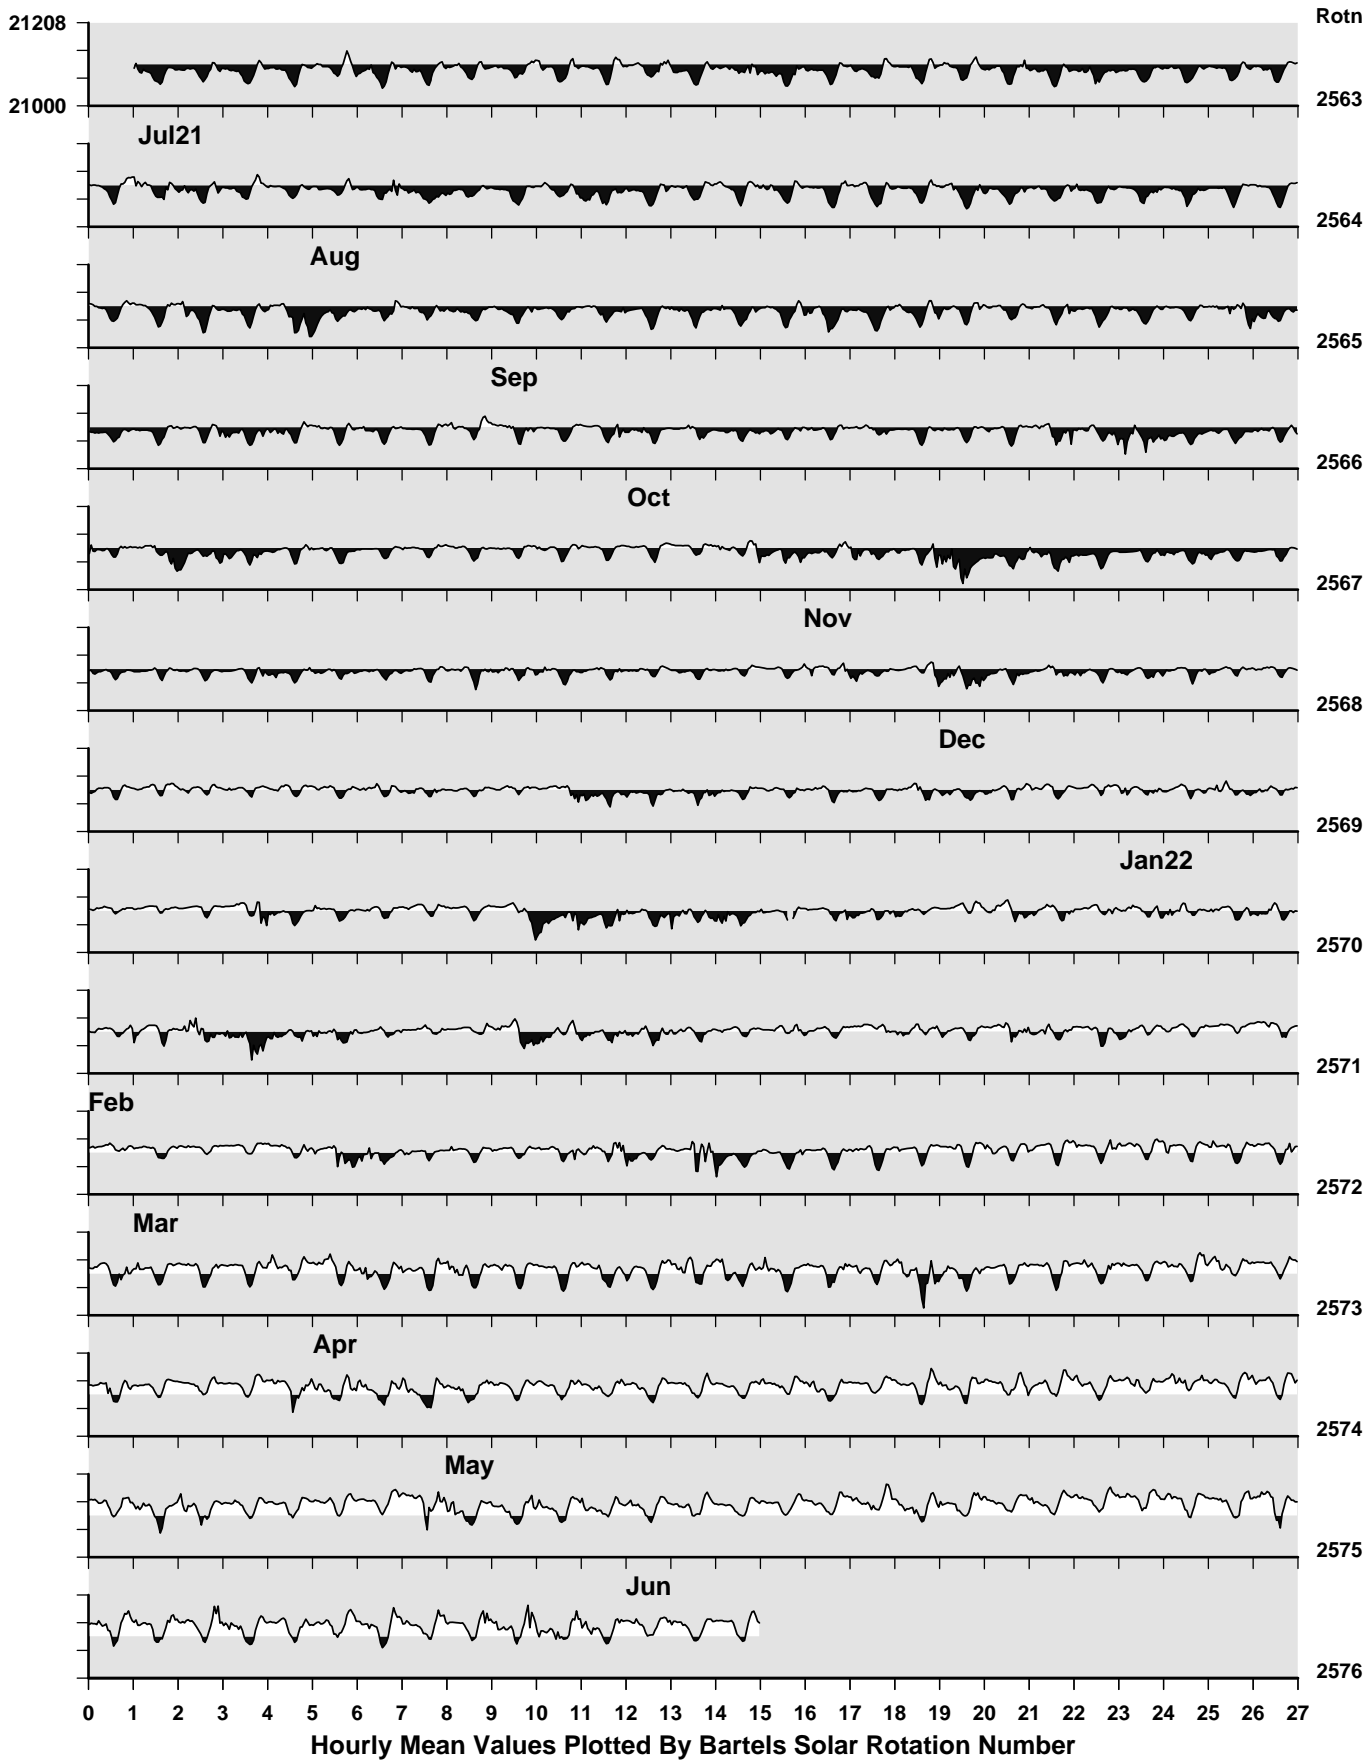 21208
Rotn
21000
2563
Jul21
2564
Aug
2565
Sep
2566
Oct
2567
Nov
2568
Dec
2569
Jan22
2570
2571
Feb
2572
Mar
2573
Apr
2574
May
2575
Jun
2576
0 1 2 3 4 5 6 7 8 9 10 11 12 13 14 15 16 17 18 19 20 21 22 23 24 25 26 27
Hourly Mean Values Plotted By Bartels Solar Rotation Number